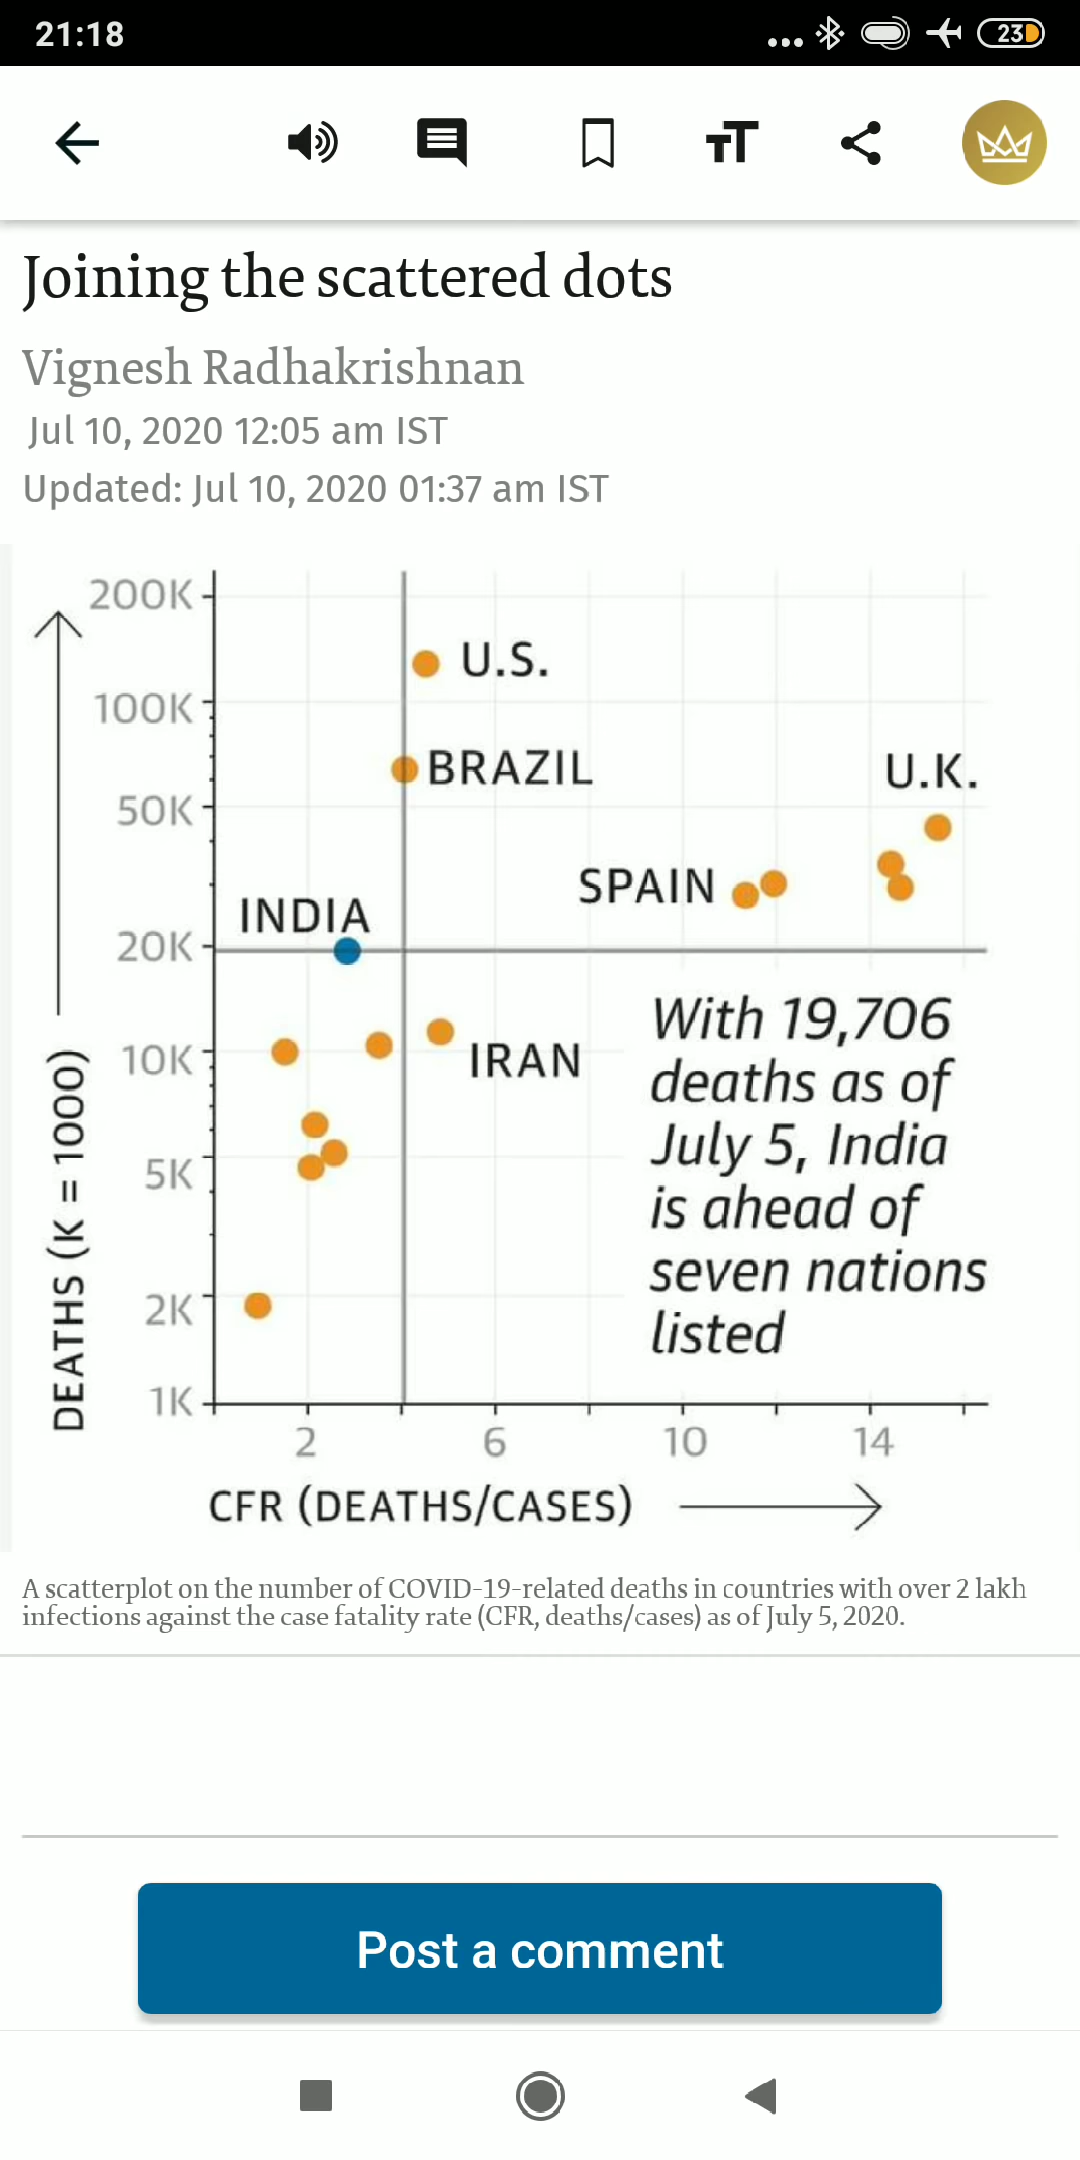 21:18
23
Joining the scattered dots
Vignesh Radhakrishnan
Jul 10, 2020 12:05 am IST
Updated: Jul 10, 2020 01:37 am IST
200K
U.S.
100K
BRAZIL
U.K.
50K
SPAIN
INDIA
20K
With 19,706
deaths as of
July 5, India
is ahead of
seven nations
listed
10K
IRAN
5K
2K
1K
DEATHS (K = 1000)
2 6 10 14
CFR (DEATHS/CASES)
A scatterplot on the number of COVID-19-related deaths in countries with over 2 lakh
infections against the case fatality rate (CFR, deaths/cases) as of July 5, 2020.
Post a comment